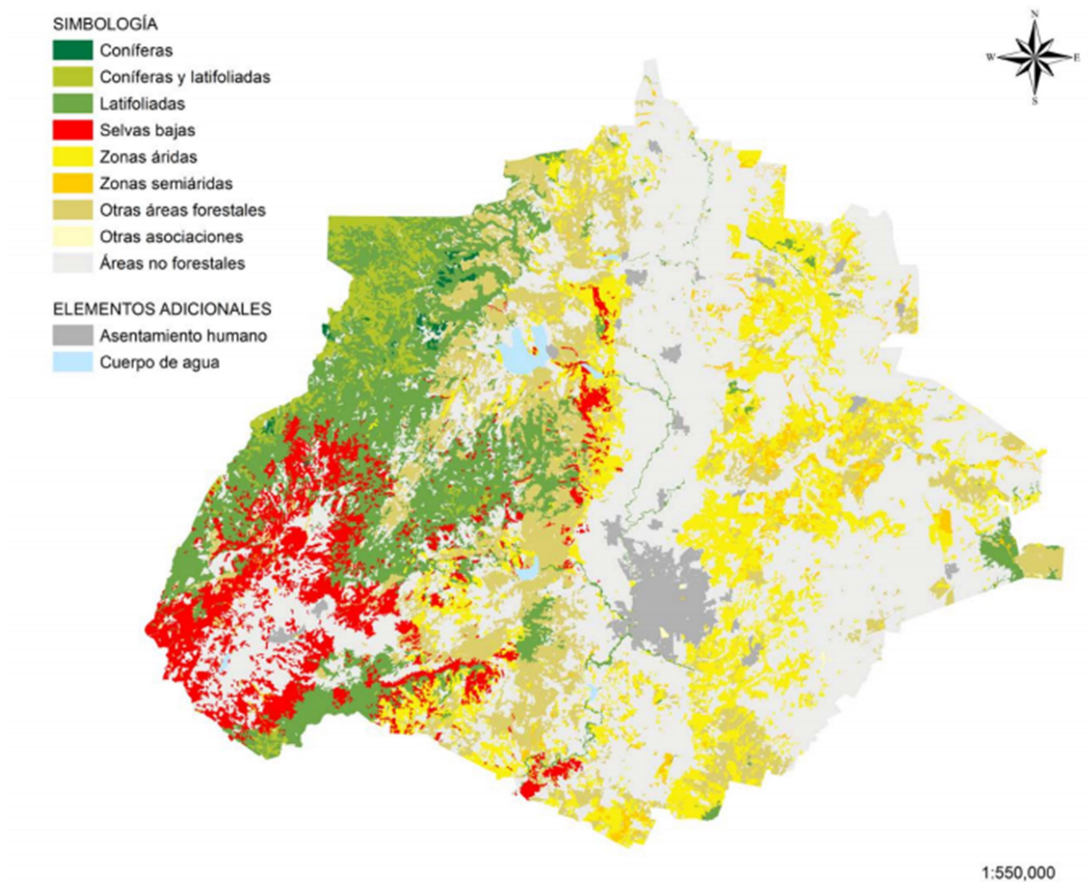 SIMBOLOGÍA
Coníferas
Coníferas y latifoliadas
Latifoliadas
Selvas bajas
Zonas áridas
Zonas semiáridas
Otras áreas forestales
Otras asociaciones
Áreas no forestales
ELEMENTOS ADICIONALES
Asentamiento humano
Cuerpo de agua
N
W E
S
1:550,000